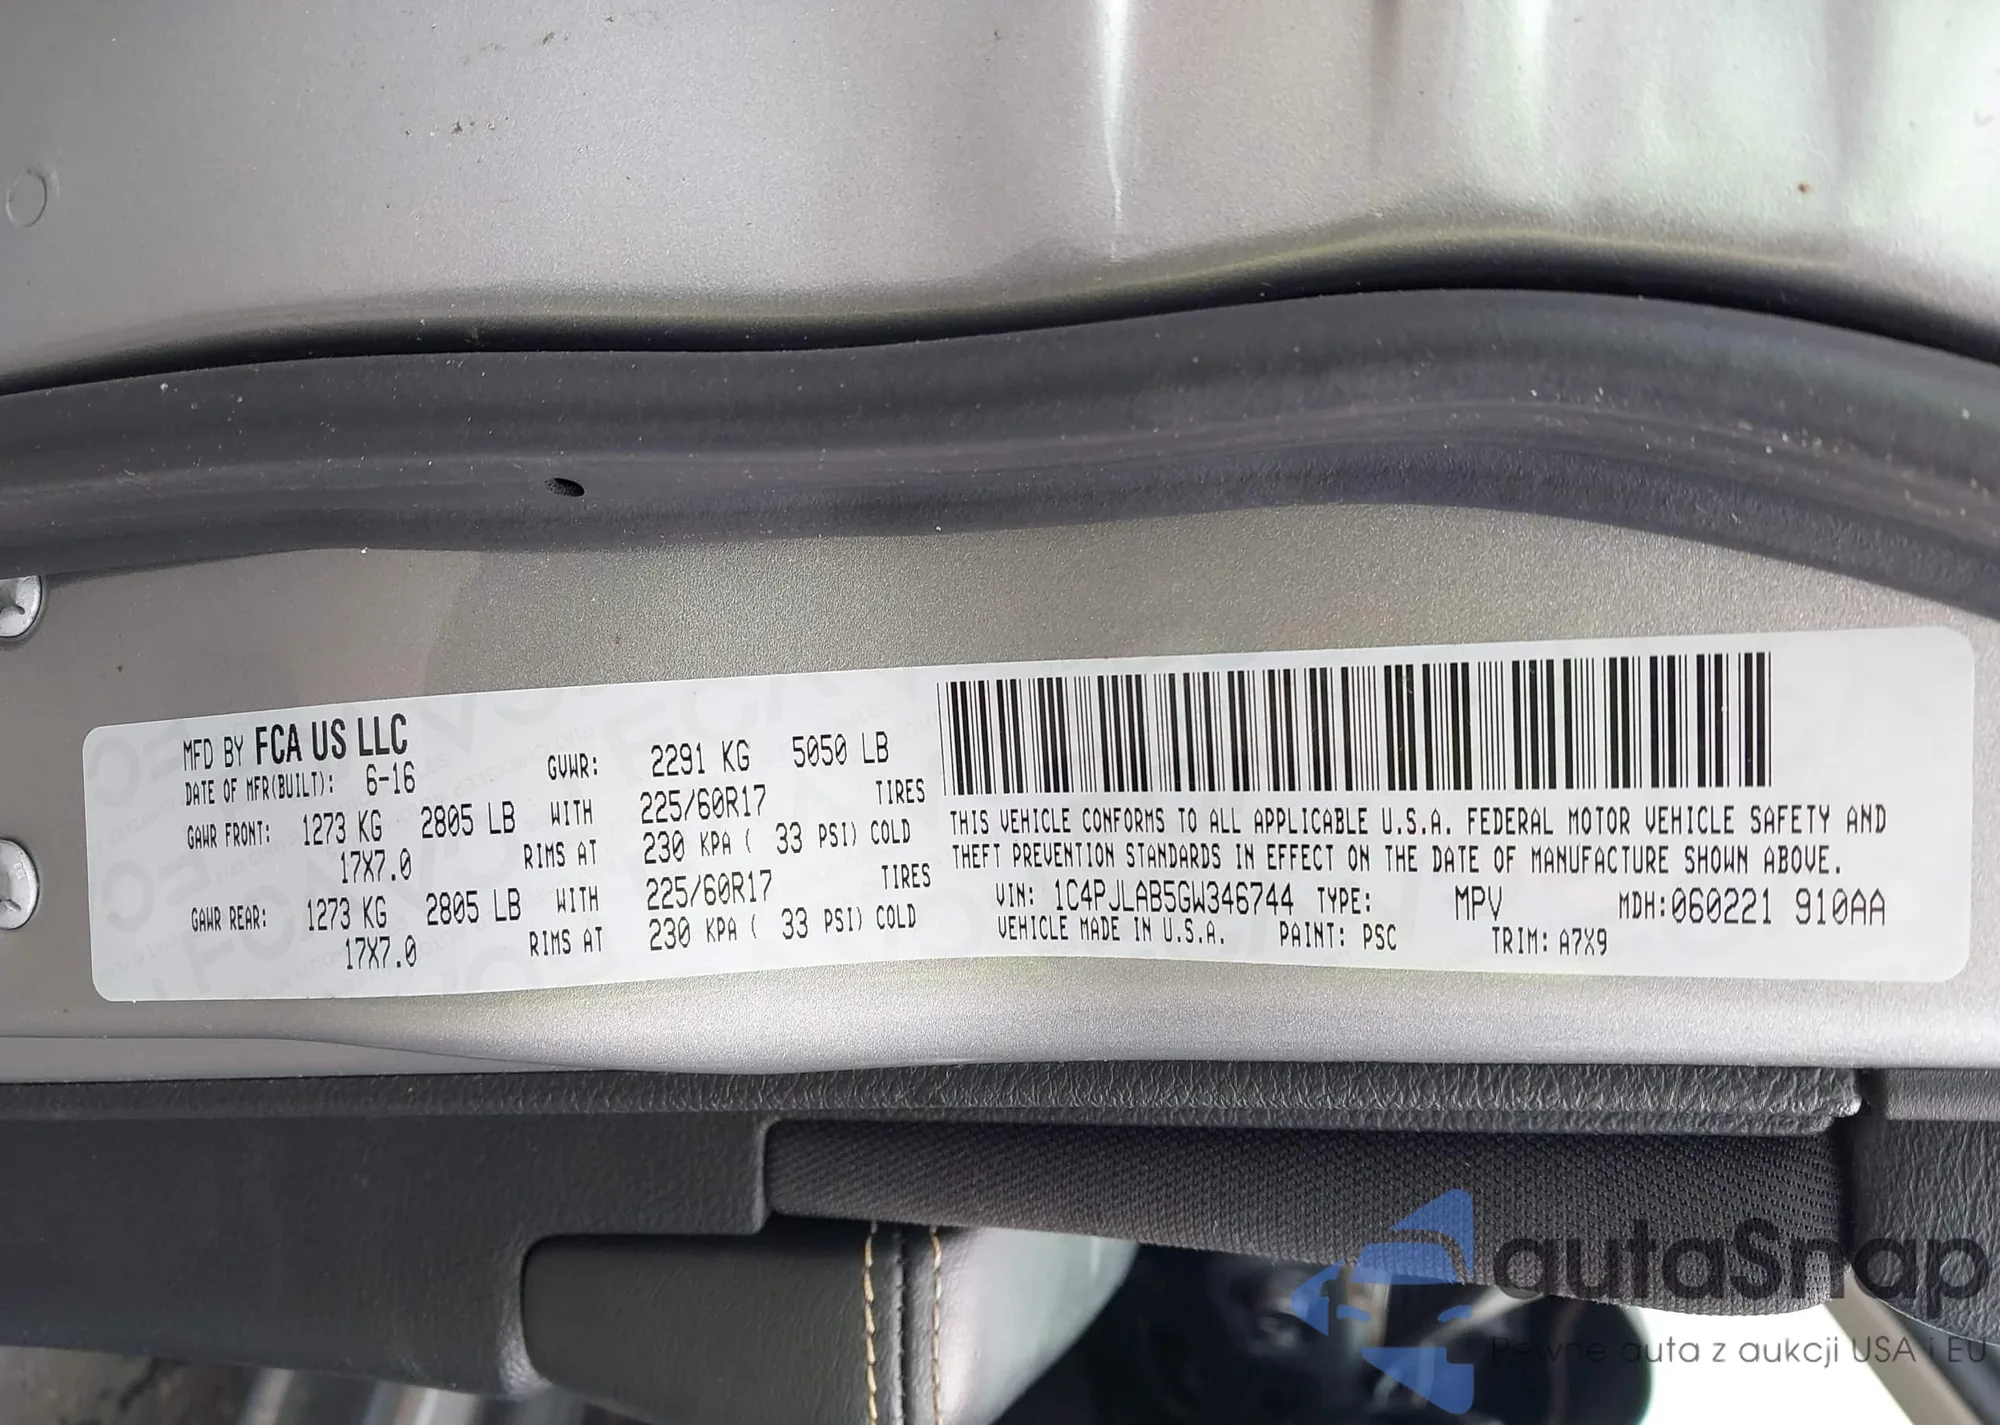 MFD BY FCA US LLC
DATE OF MFR(BUILT): 6-16
GVWR: 2291 KG 5050 LB
GAWR FRONT: 1273 KG 2805 LB WITH 225/60R17 TIRES
17X7.0 RIMS AT 230 KPA ( 33 PSI) COLD
GAWR REAR: 1273 KG 2805 LB WITH 225/60R17 TIRES
17X7.0 RIMS AT 230 KPA ( 33 PSI) COLD
THIS VEHICLE CONFORMS TO ALL APPLICABLE U.S.A. FEDERAL MOTOR VEHICLE SAFETY AND
THEFT PREVENTION STANDARDS IN EFFECT ON THE DATE OF MANUFACTURE SHOWN ABOVE.
VIN: 1C4PJLAB5GW346744 TYPE: MPV MDH:060221 910AA
VEHICLE MADE IN U.S.A. PAINT: PSC TRIM: A7X9
autaSnap
Pewne auta z aukcji USA i EU